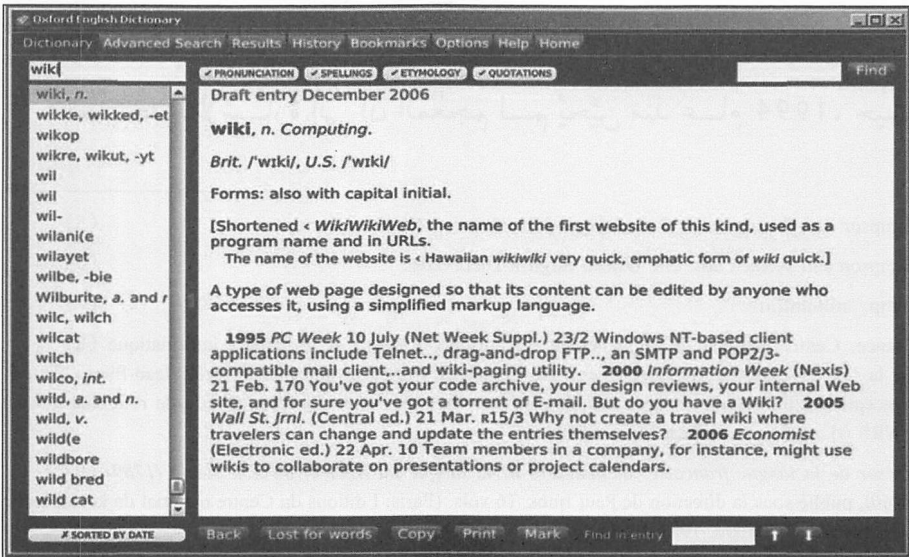 Oxford English Dictionary
Dictionary Advanced Search Results History Bookmarks Options Help Home
wiki
✓ PRONUNCIATION ✓ SPELLINGS ✓ ETYMOLOGY ✓ QUOTATIONS
Find
wiki, n.
wikke, wikked, -et
wikop
wikre, wikut, -yt
wil
wil
wil-
wilani(e
wilayet
wilbe, -bie
Wilburite, a. and r
wilc, wilch
wilcat
wilch
wilco, int.
wild, a. and n.
wild, v.
wild(e
wildbore
wild bred
wild cat
✗ SORTED BY DATE
Draft entry December 2006
wiki, n. Computing.
Brit. /'wɪki/, U.S. /'wɪki/
Forms: also with capital initial.
[Shortened < WikiWikiWeb, the name of the first website of this kind, used as a
program name and in URLs.
The name of the website is < Hawaiian wikiwiki very quick, emphatic form of wiki quick.]
A type of web page designed so that its content can be edited by anyone who
accesses it, using a simplified markup language.
1995 PC Week 10 July (Net Week Suppl.) 23/2 Windows NT-based client
applications include Telnet.., drag-and-drop FTP.., an SMTP and POP2/3-
compatible mail client,..and wiki-paging utility. 2000 Information Week (Nexis)
21 Feb. 170 You've got your code archive, your design reviews, your internal Web
site, and for sure you've got a torrent of E-mail. But do you have a Wiki? 2005
Wall St. Jrnl. (Central ed.) 21 Mar. R15/3 Why not create a travel wiki where
travelers can change and update the entries themselves? 2006 Economist
(Electronic ed.) 22 Apr. 10 Team members in a company, for instance, might use
wikis to collaborate on presentations or project calendars.
Back Lost for words Copy Print Mark Find in entry